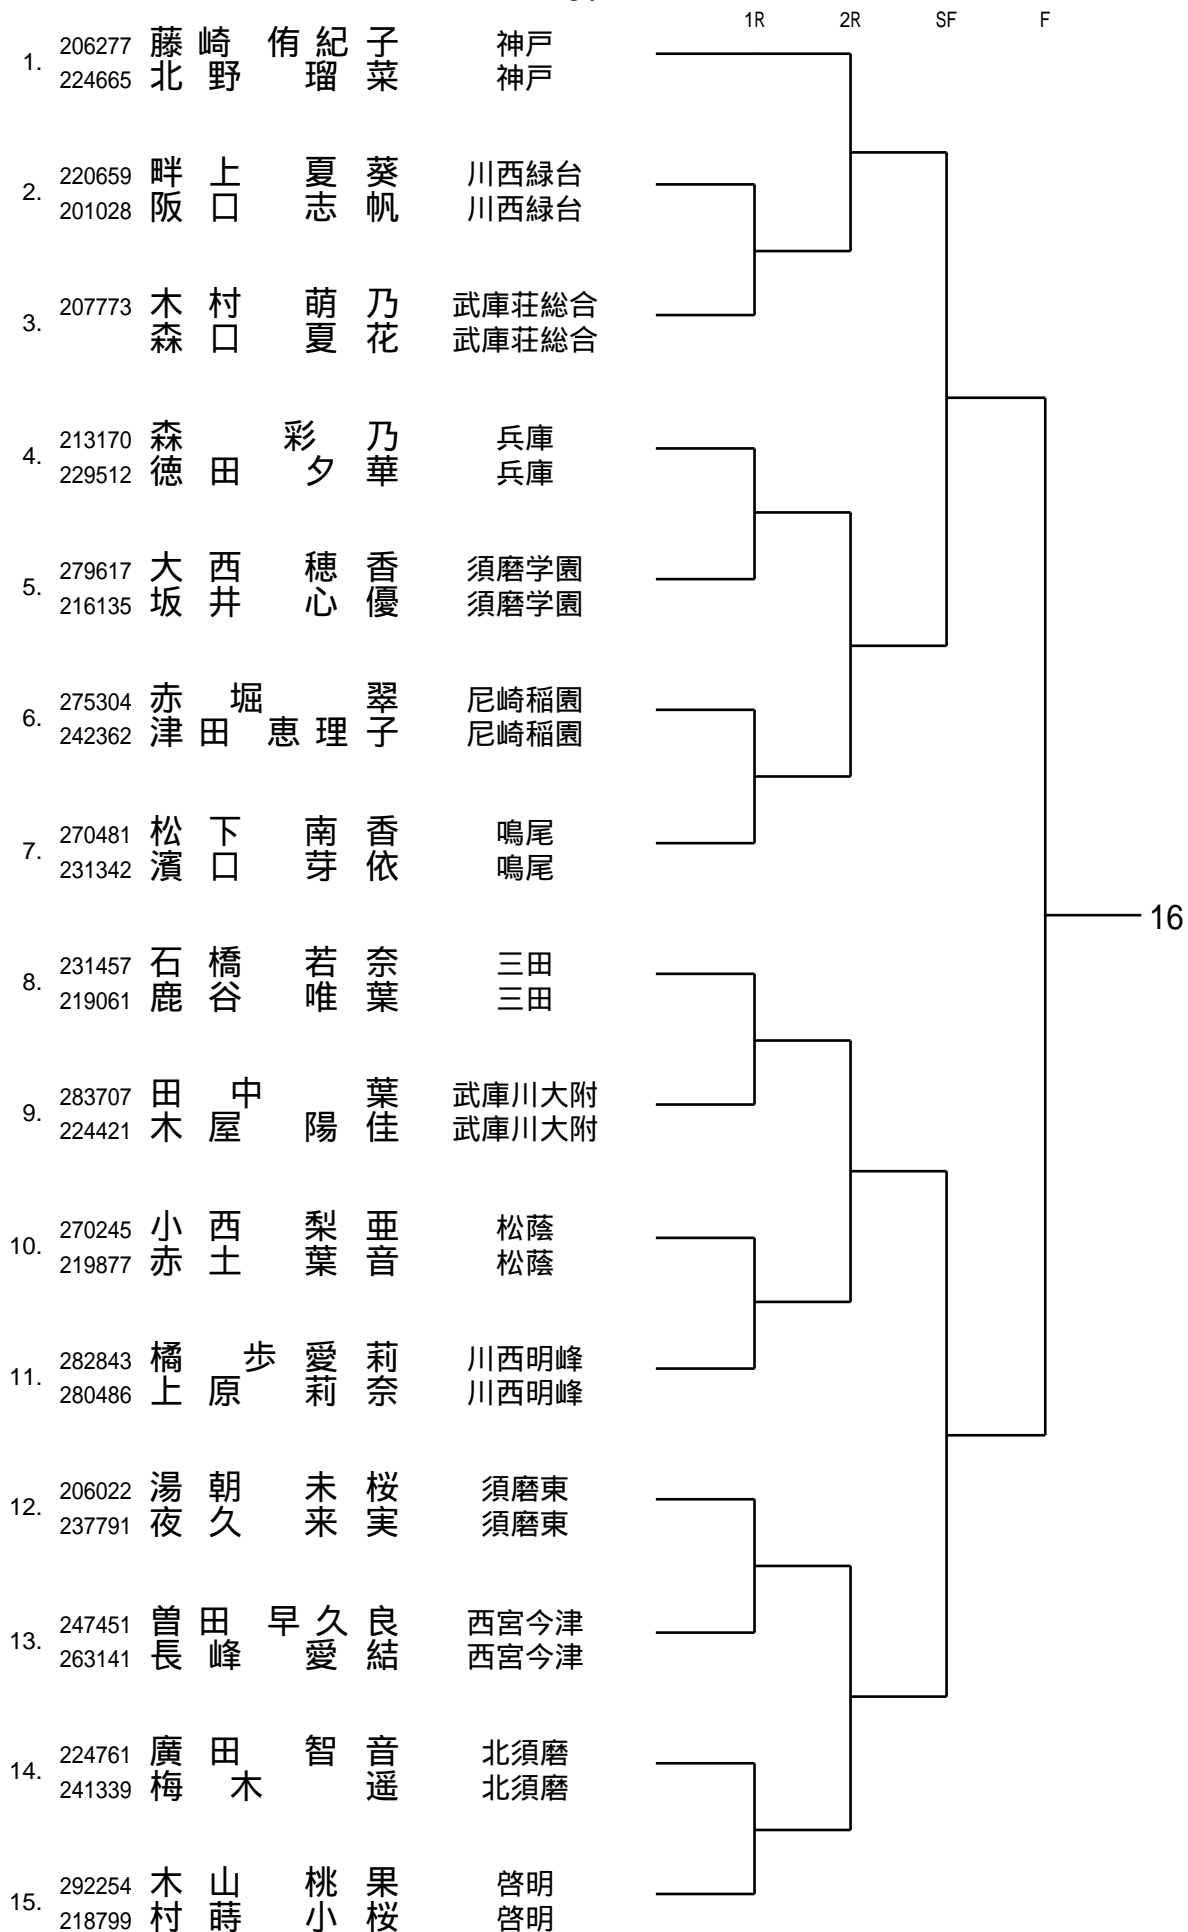 1R 2R SF F
1. 206277 藤崎 侑紀子 神戸
224665 北野 瑠菜 神戸
2. 220659 畔上 夏葵 川西緑台
201028 阪口 志帆 川西緑台
3. 207773 木村 萌乃 武庫荘総合
森口 夏花 武庫荘総合
4. 213170 森 彩乃 兵庫
229512 徳田 夕華 兵庫
5. 279617 大西 穂香 須磨学園
216135 坂井 心優 須磨学園
6. 275304 赤堀 翠 尼崎稲園
242362 津田 恵理子 尼崎稲園
7. 270481 松下 南香 鳴尾
231342 濱口 芽依 鳴尾
16
8. 231457 石橋 若奈 三田
219061 鹿谷 唯葉 三田
9. 283707 田中 葉 武庫川大附
224421 木屋 陽佳 武庫川大附
10. 270245 小西 梨亜 松蔭
219877 赤土 葉音 松蔭
11. 282843 橘 歩愛莉 川西明峰
280486 上原 莉奈 川西明峰
12. 206022 湯朝 未桜 須磨東
237791 夜久 来実 須磨東
13. 247451 曽田 早久良 西宮今津
263141 長峰 愛結 西宮今津
14. 224761 廣田 智音 北須磨
241339 梅木 遥 北須磨
15. 292254 木山 桃果 啓明
218799 村蒔 小桜 啓明